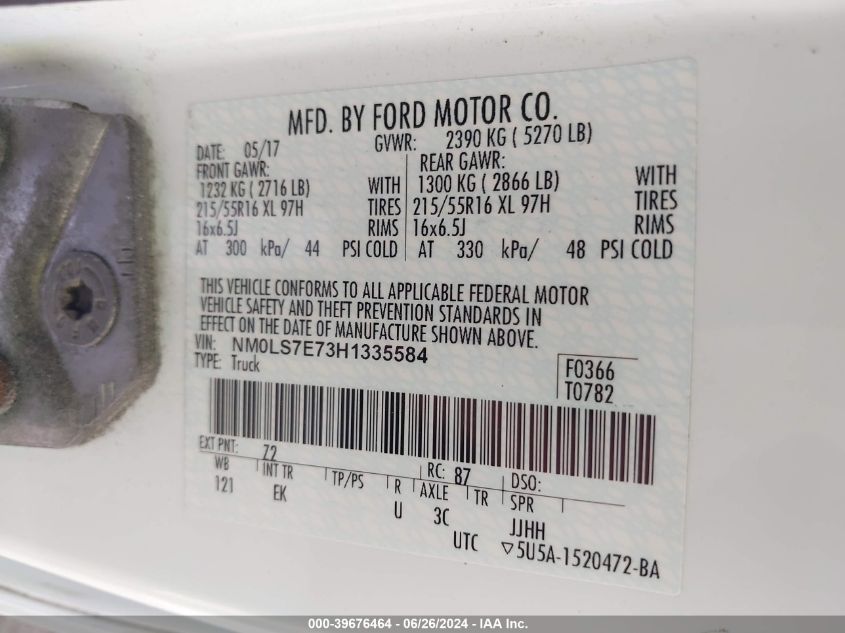 MFD. BY FORD MOTOR CO.
DATE: 05/17 GVWR: 2390 KG ( 5270 LB)
FRONT GAWR: REAR GAWR:
1232 KG ( 2716 LB) WITH 1300 KG ( 2866 LB) WITH
215/55R16 XL 97H TIRES 215/55R16 XL 97H TIRES
16x6.5J RIMS 16x6.5J RIMS
AT 300 kPa/ 44 PSI COLD AT 330 kPa/ 48 PSI COLD
THIS VEHICLE CONFORMS TO ALL APPLICABLE FEDERAL MOTOR
VEHICLE SAFETY AND THEFT PREVENTION STANDARDS IN
EFFECT ON THE DATE OF MANUFACTURE SHOWN ABOVE.
VIN: NM0LS7E73H1335584
TYPE: Truck F0366
T0782
EXT PNT: 72 RC: 87 DSO:
WB INT TR TP/PS R AXLE TR SPR
121 EK U 3C JJHH
UTC ▽5U5A-1520472-BA
000-39676464 / 06/26/2024 - IAA Inc.